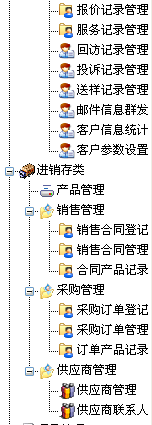 报价记录管理
服务记录管理
回访记录管理
投诉记录管理
送样记录管理
邮件信息群发
客户信息统计
客户参数设置
进销存类
产品管理
销售管理
销售合同登记
销售合同管理
合同产品记录
采购管理
采购订单登记
采购订单管理
订单产品记录
供应商管理
供应商管理
供应商联系人